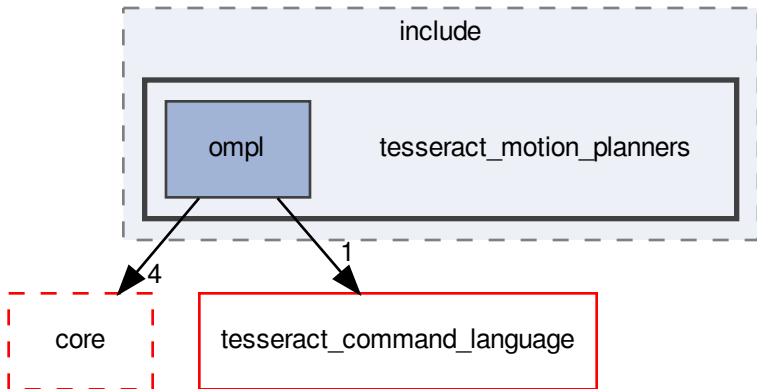 include
ompl
tesseract_motion_planners
4
1
core
tesseract_command_language